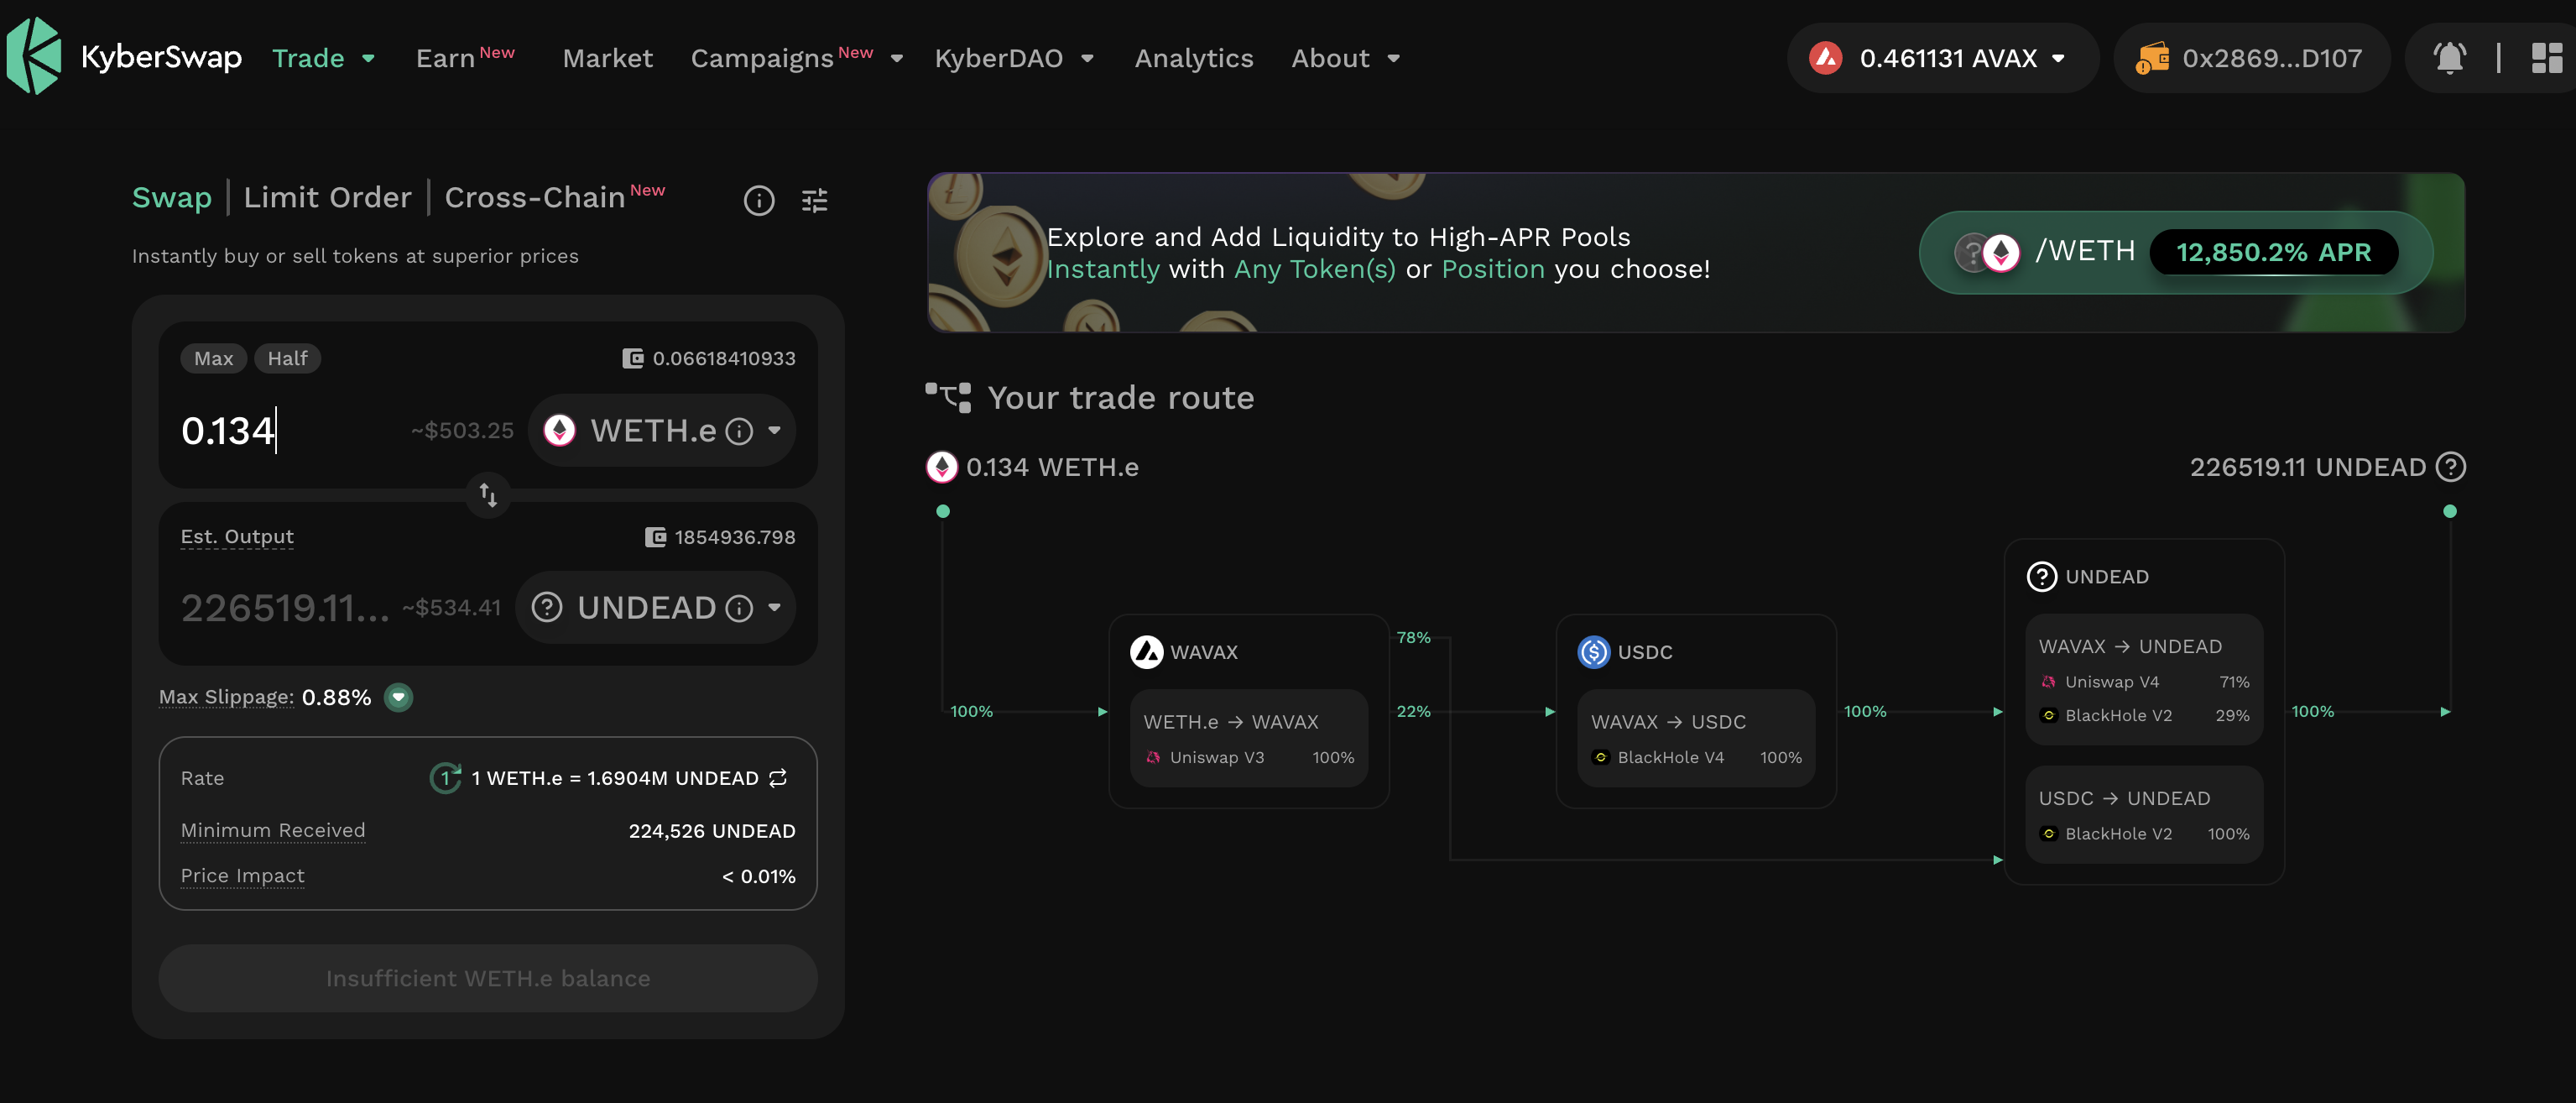 KyberSwap Trade Earn New Market Campaigns New KyberDAO Analytics About 0.461131 AVAX 0x2869...D107
Swap | Limit Order | Cross-Chain New
Instantly buy or sell tokens at superior prices
Max Half 0.06618410933
0.134 ~$503.25 WETH.e
Est. Output 1854936.798
226519.11... ~$534.41 UNDEAD
Max Slippage: 0.88%
Rate 1 1 WETH.e = 1.6904M UNDEAD
Minimum Received 224,526 UNDEAD
Price Impact < 0.01%
Insufficient WETH.e balance
Explore and Add Liquidity to High-APR Pools
Instantly with Any Token(s) or Position you choose!
? /WETH 12,850.2% APR
Your trade route
0.134 WETH.e 226519.11 UNDEAD
100%
WAVAX
WETH.e → WAVAX
Uniswap V3 100%
78%
22%
USDC
WAVAX → USDC
BlackHole V4 100%
100%
UNDEAD
WAVAX → UNDEAD
Uniswap V4 71%
BlackHole V2 29%
USDC → UNDEAD
BlackHole V2 100%
100%